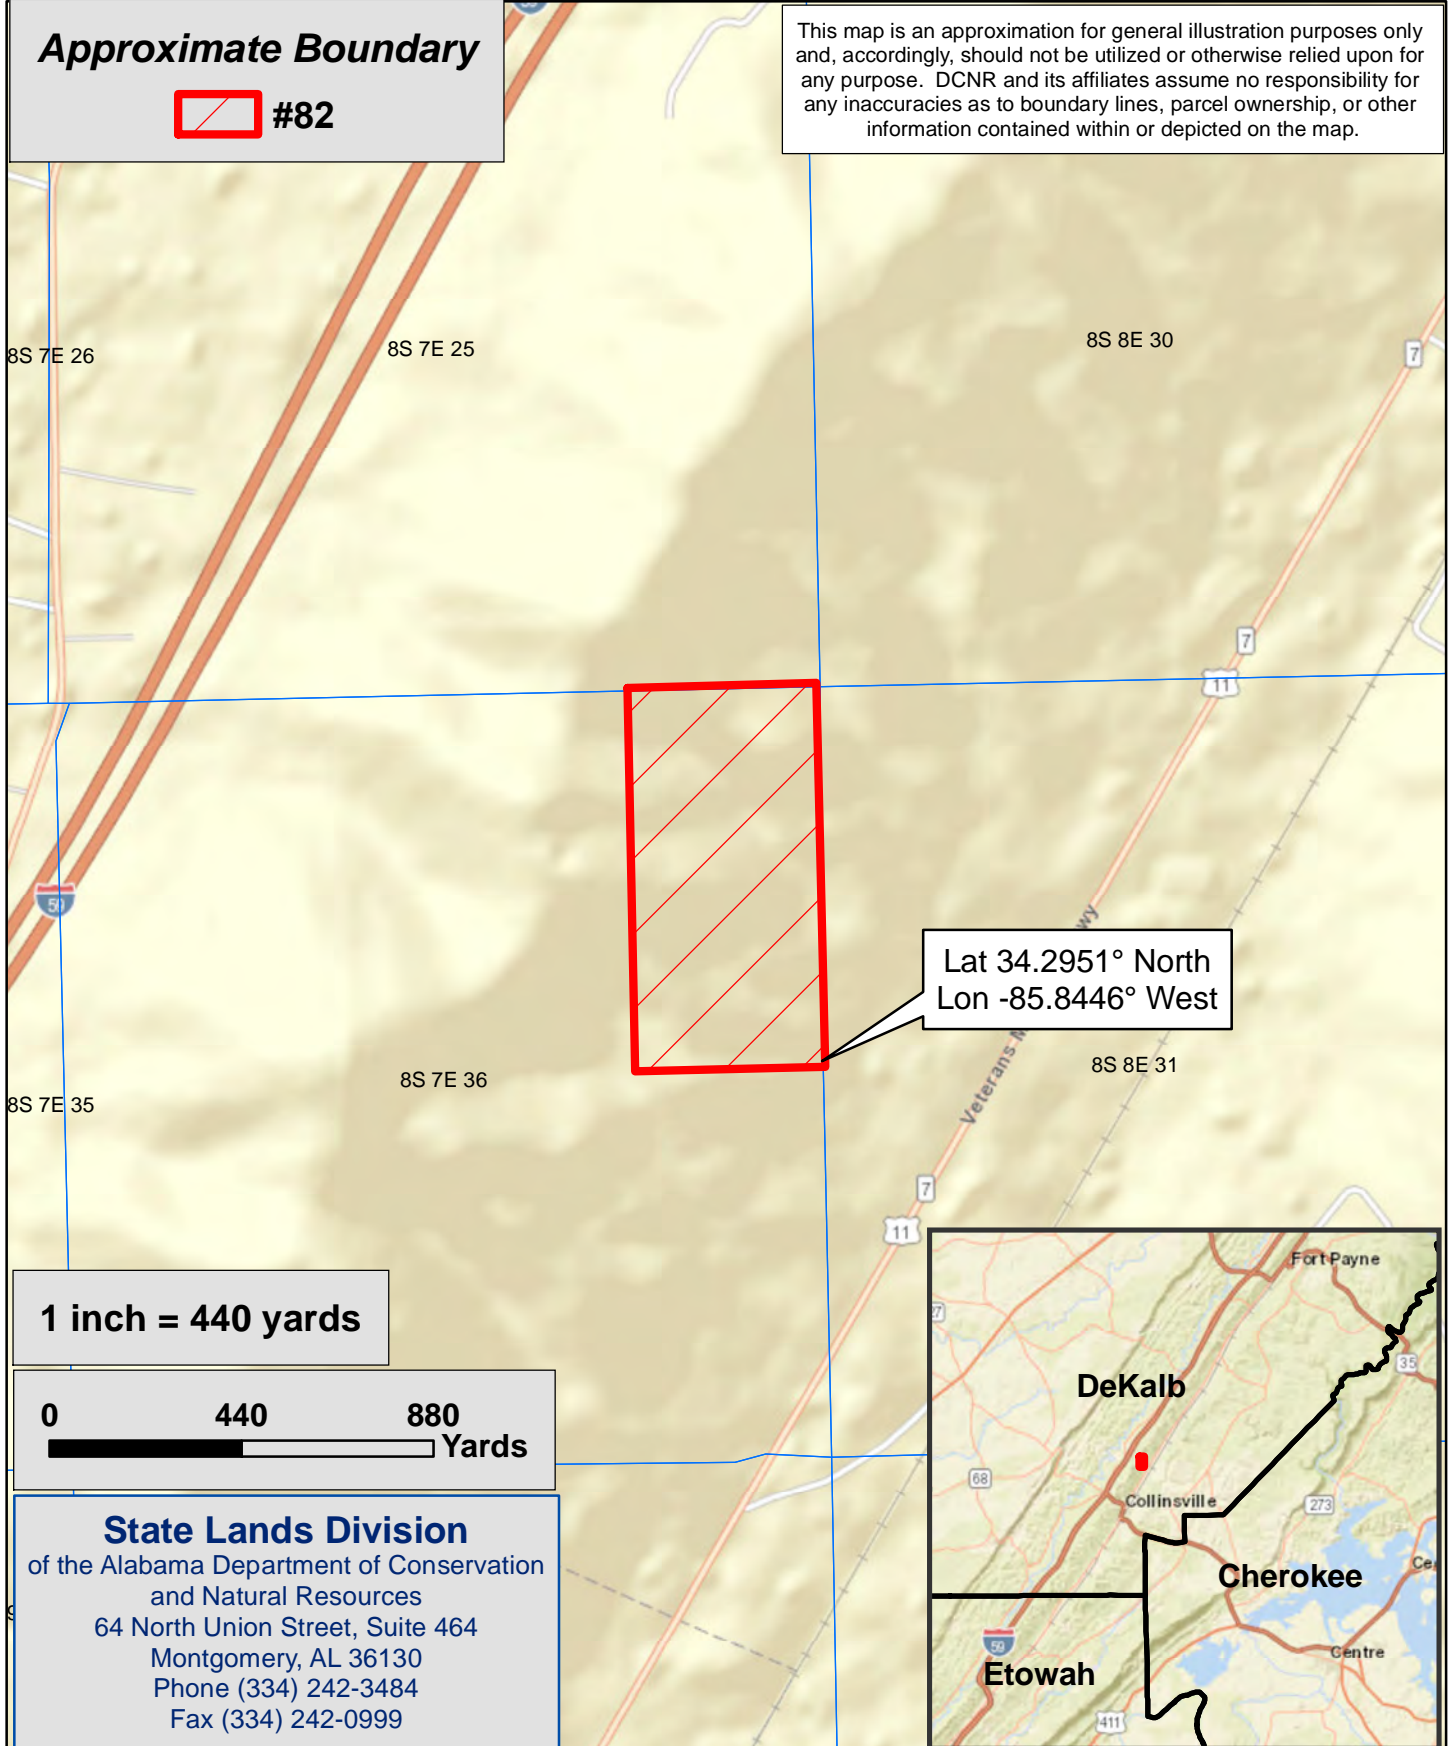 Approximate Boundary
#82
This map is an approximation for general illustration purposes only
and, accordingly, should not be utilized or otherwise relied upon for
any purpose. DCNR and its affiliates assume no responsibility for
any inaccuracies as to boundary lines, parcel ownership, or other
information contained within or depicted on the map.
8S 7E 26
8S 7E 25
8S 8E 30
7
7
11
59
Lat 34.2951° North
Lon -85.8446° West
Veterans
8S 7E 36
8S 8E 31
8S 7E 35
7
11
1 inch = 440 yards
0 440 880
Yards
State Lands Division
of the Alabama Department of Conservation
and Natural Resources
64 North Union Street, Suite 464
Montgomery, AL 36130
Phone (334) 242-3484
Fax (334) 242-0999
Fort Payne
35
DeKalb
68
Collinsville
273
Cherokee
59
Etowah
Centre
411